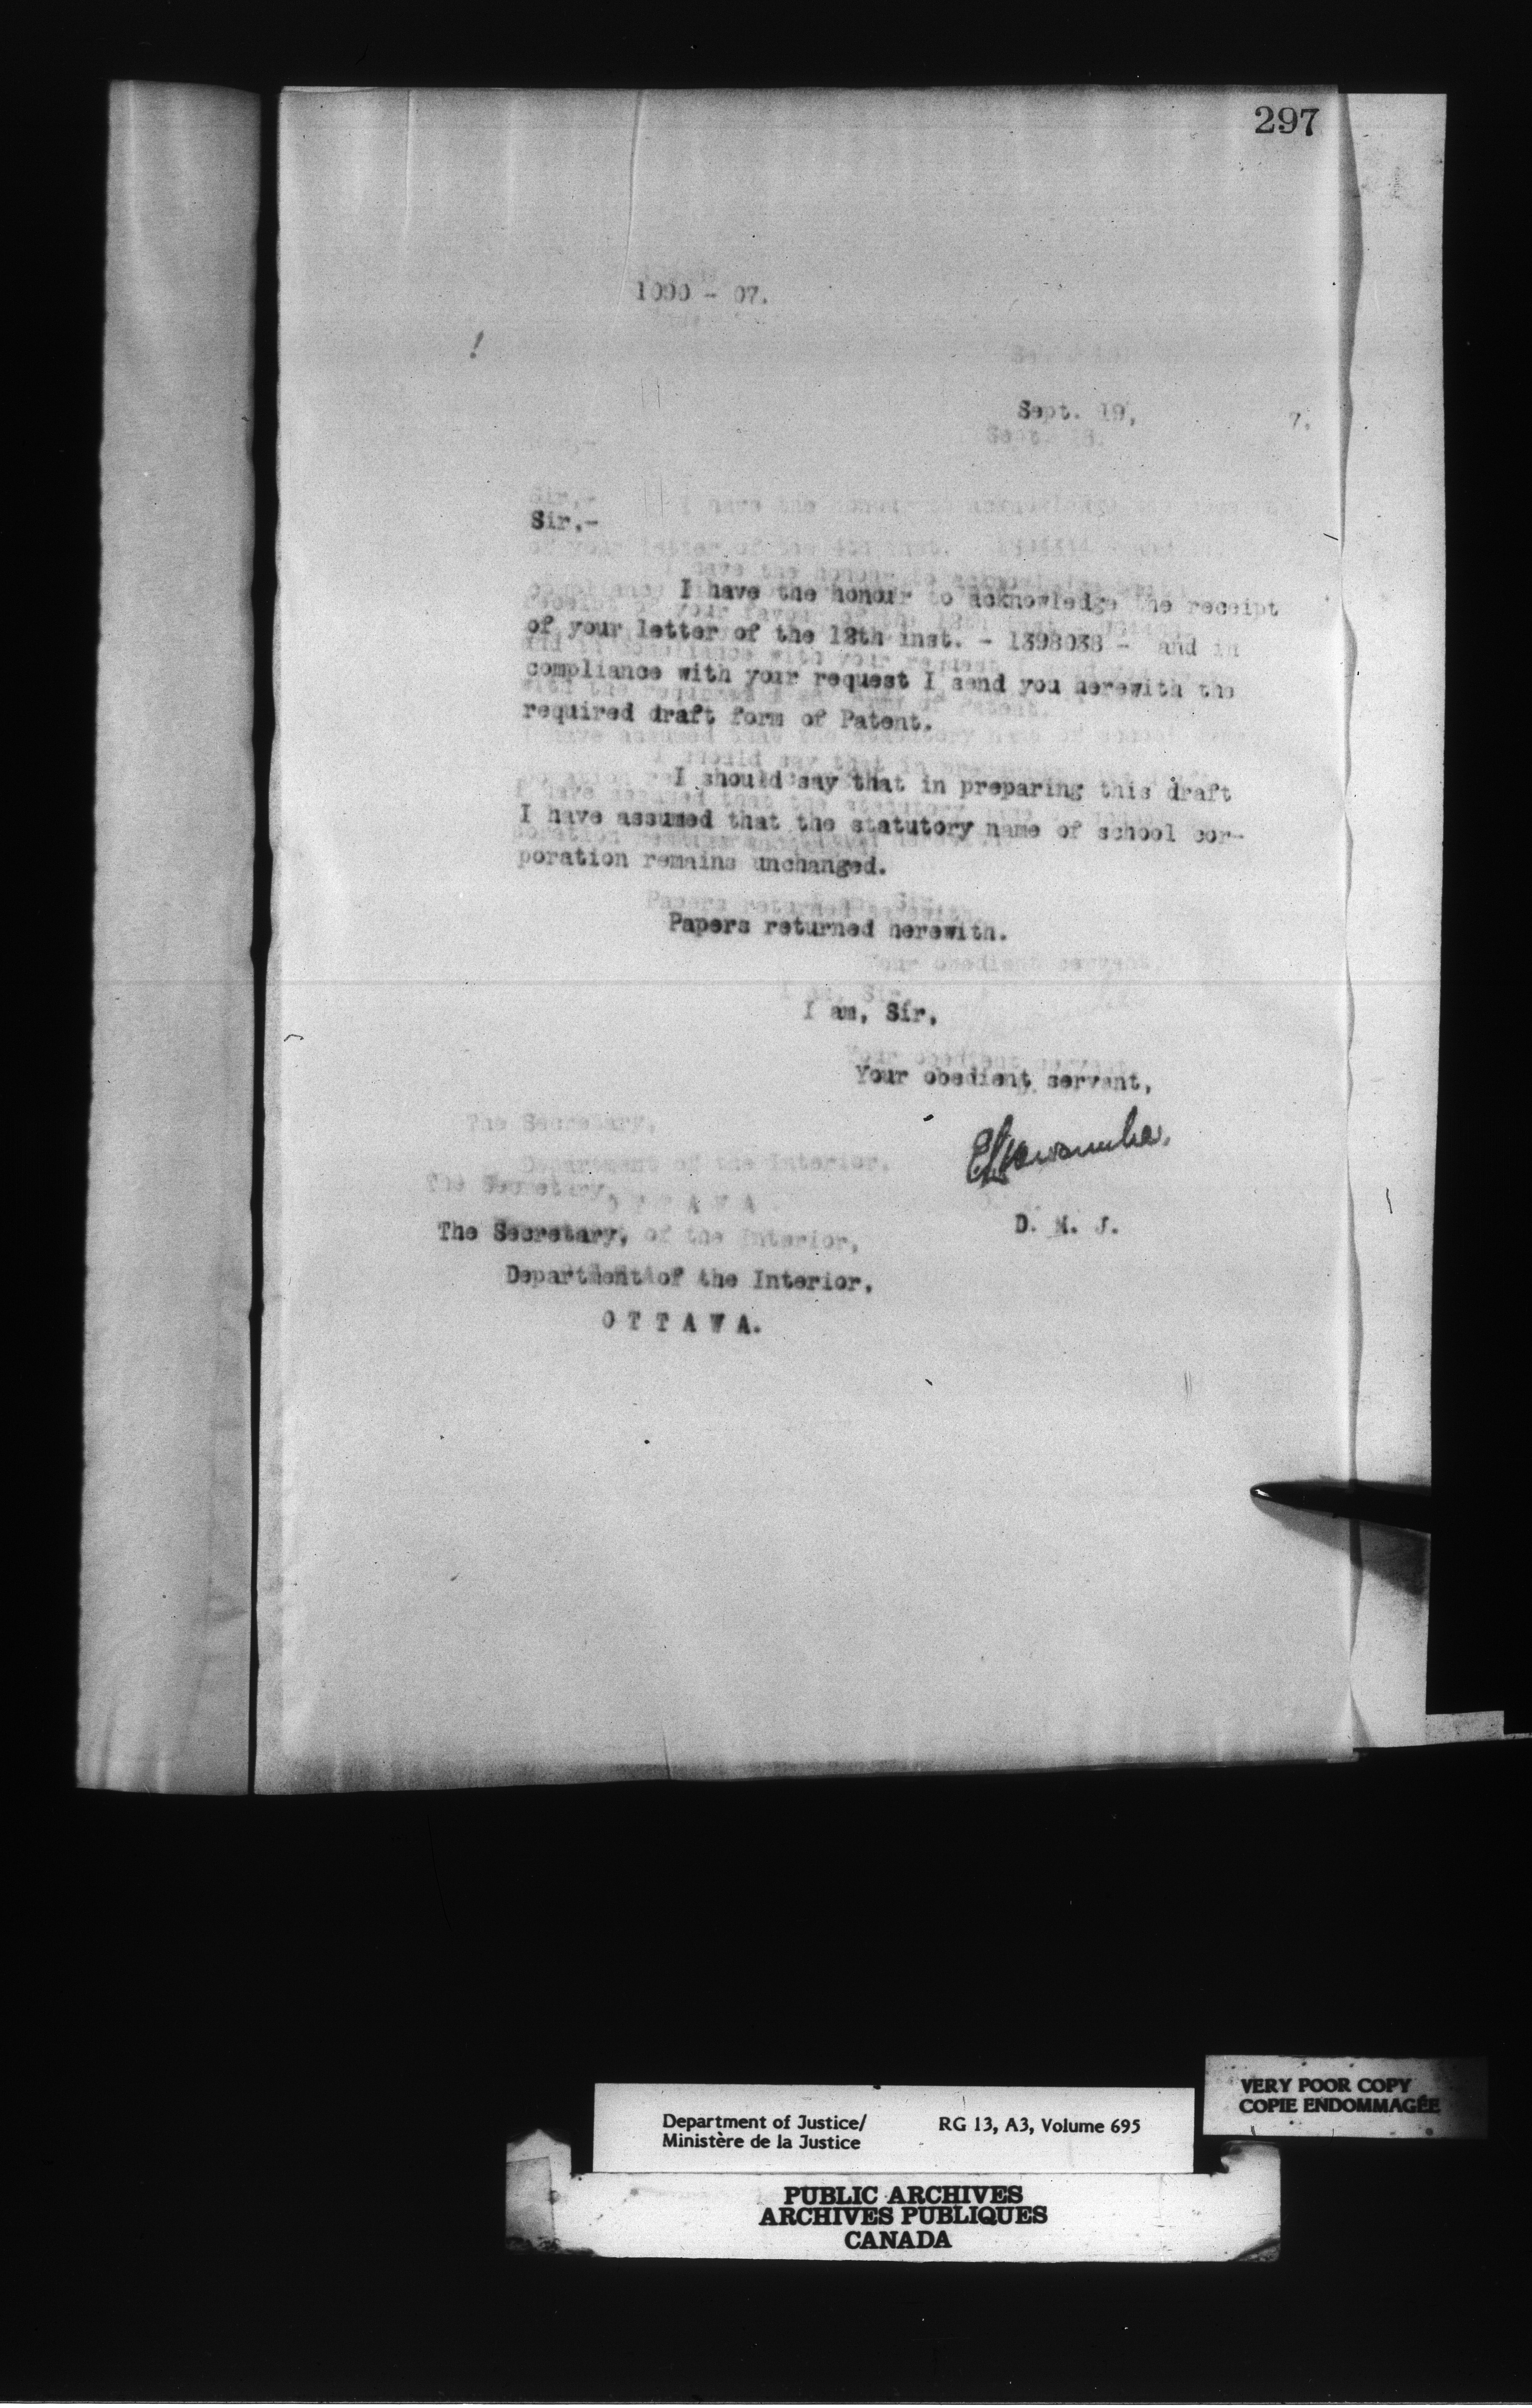 297
1090 - 07.
Sept. 19, 7.
Sir,-
I have the honour to acknowledge the receipt
of your letter of the 12th inst. - 1398038 - and in
compliance with your request I send you herewith the
required draft form of Patent.
I should say that in preparing this draft
I have assumed that the statutory name of school cor-
poration remains unchanged.
Papers returned herewith.
I am, Sir,
Your obedient servant,
D. M. J.
The Secretary,
Department of the Interior,
OTTAWA.
VERY POOR COPY
COPIE ENDOMMAGÉE
Department of Justice/ RG 13, A3, Volume 695
Ministère de la Justice
PUBLIC ARCHIVES
ARCHIVES PUBLIQUES
CANADA